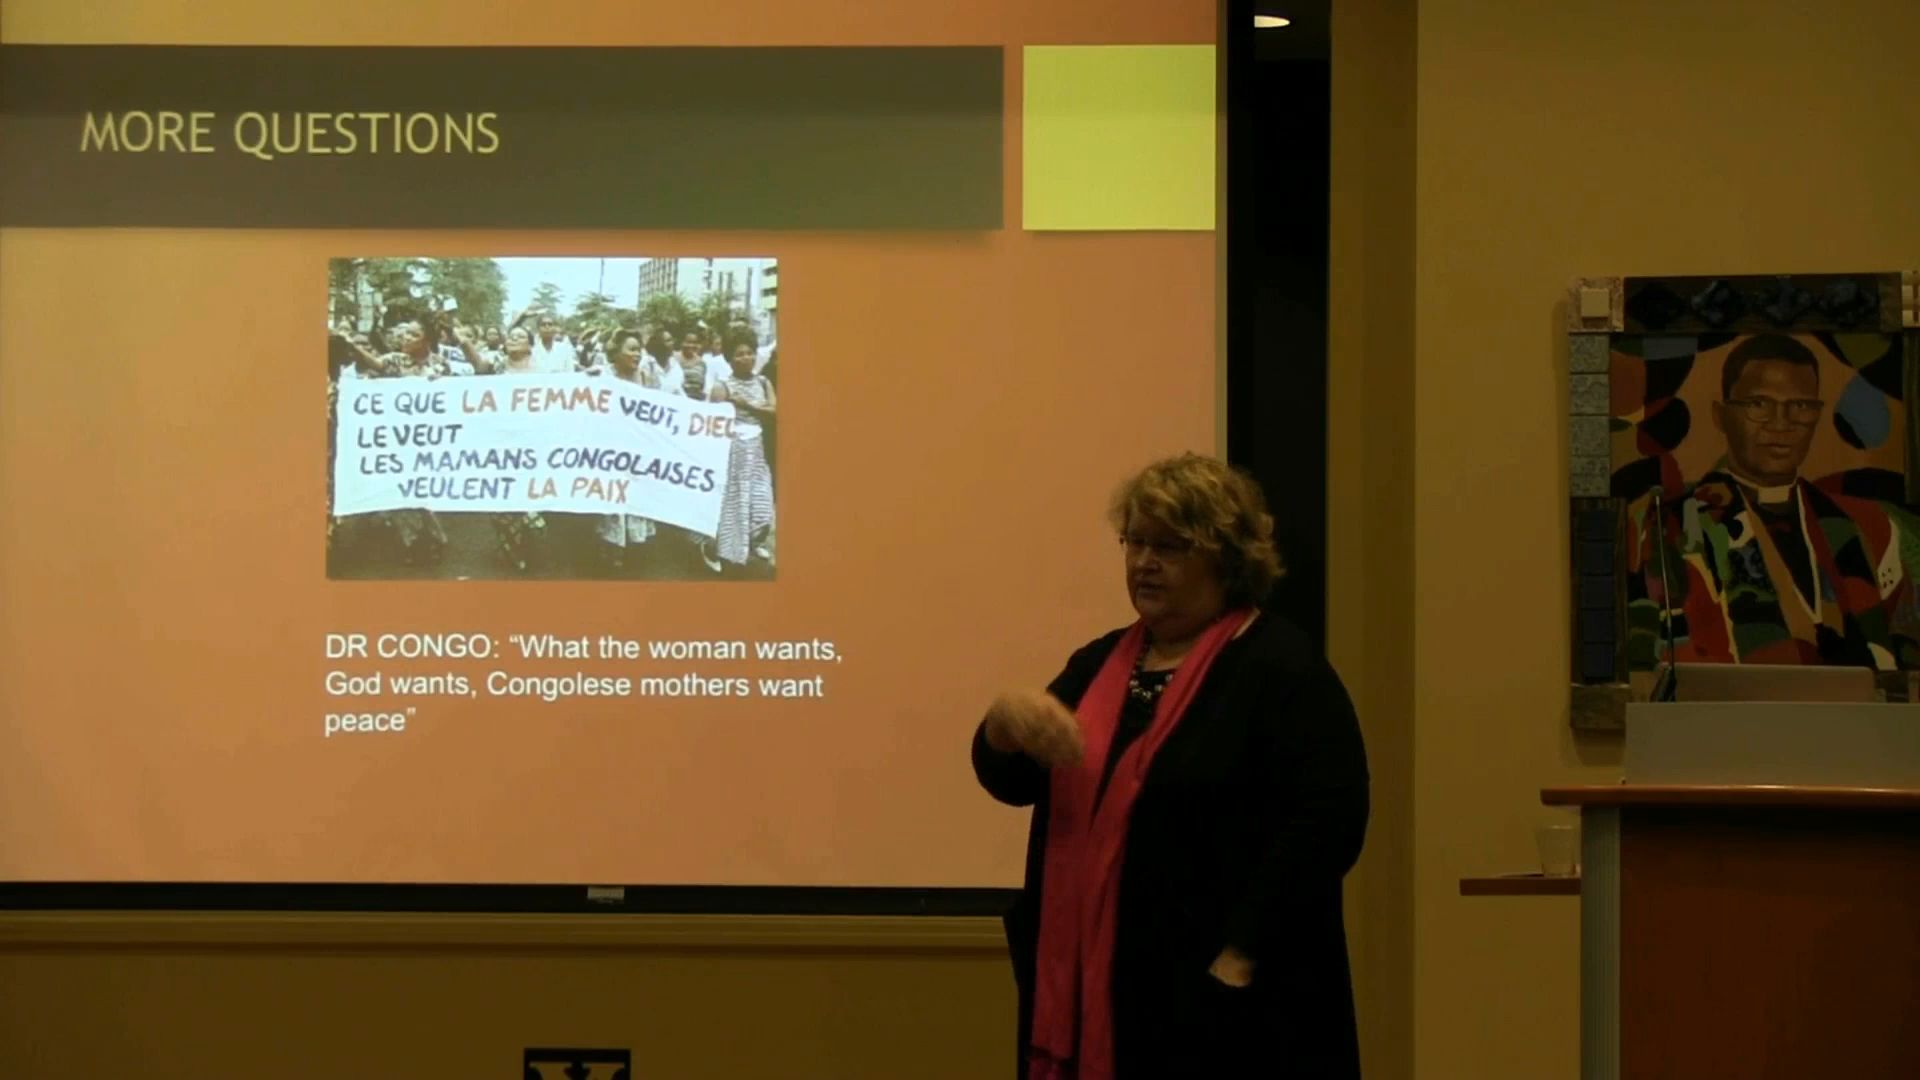 MORE QUESTIONS
CE QUE LA FEMME VEUT, DIEU
LE VEUT
LES MAMANS CONGOLAISES
VEULENT LA PAIX
DR CONGO: “What the woman wants,
God wants, Congolese mothers want
peace”